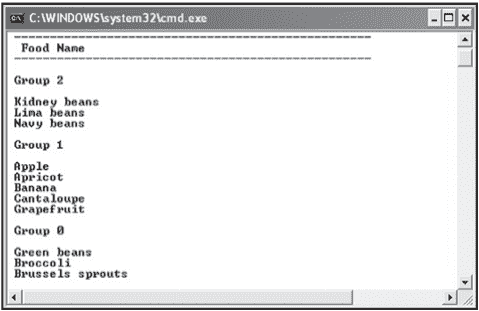 C:\WINDOWS\system32\cmd.exe
--------------------------------------------------
Food Name
--------------------------------------------------
Group 2
Kidney beans
Lima beans
Navy beans
Group 1
Apple
Apricot
Banana
Cantaloupe
Grapefruit
Group 0
Green beans
Broccoli
Brussels sprouts